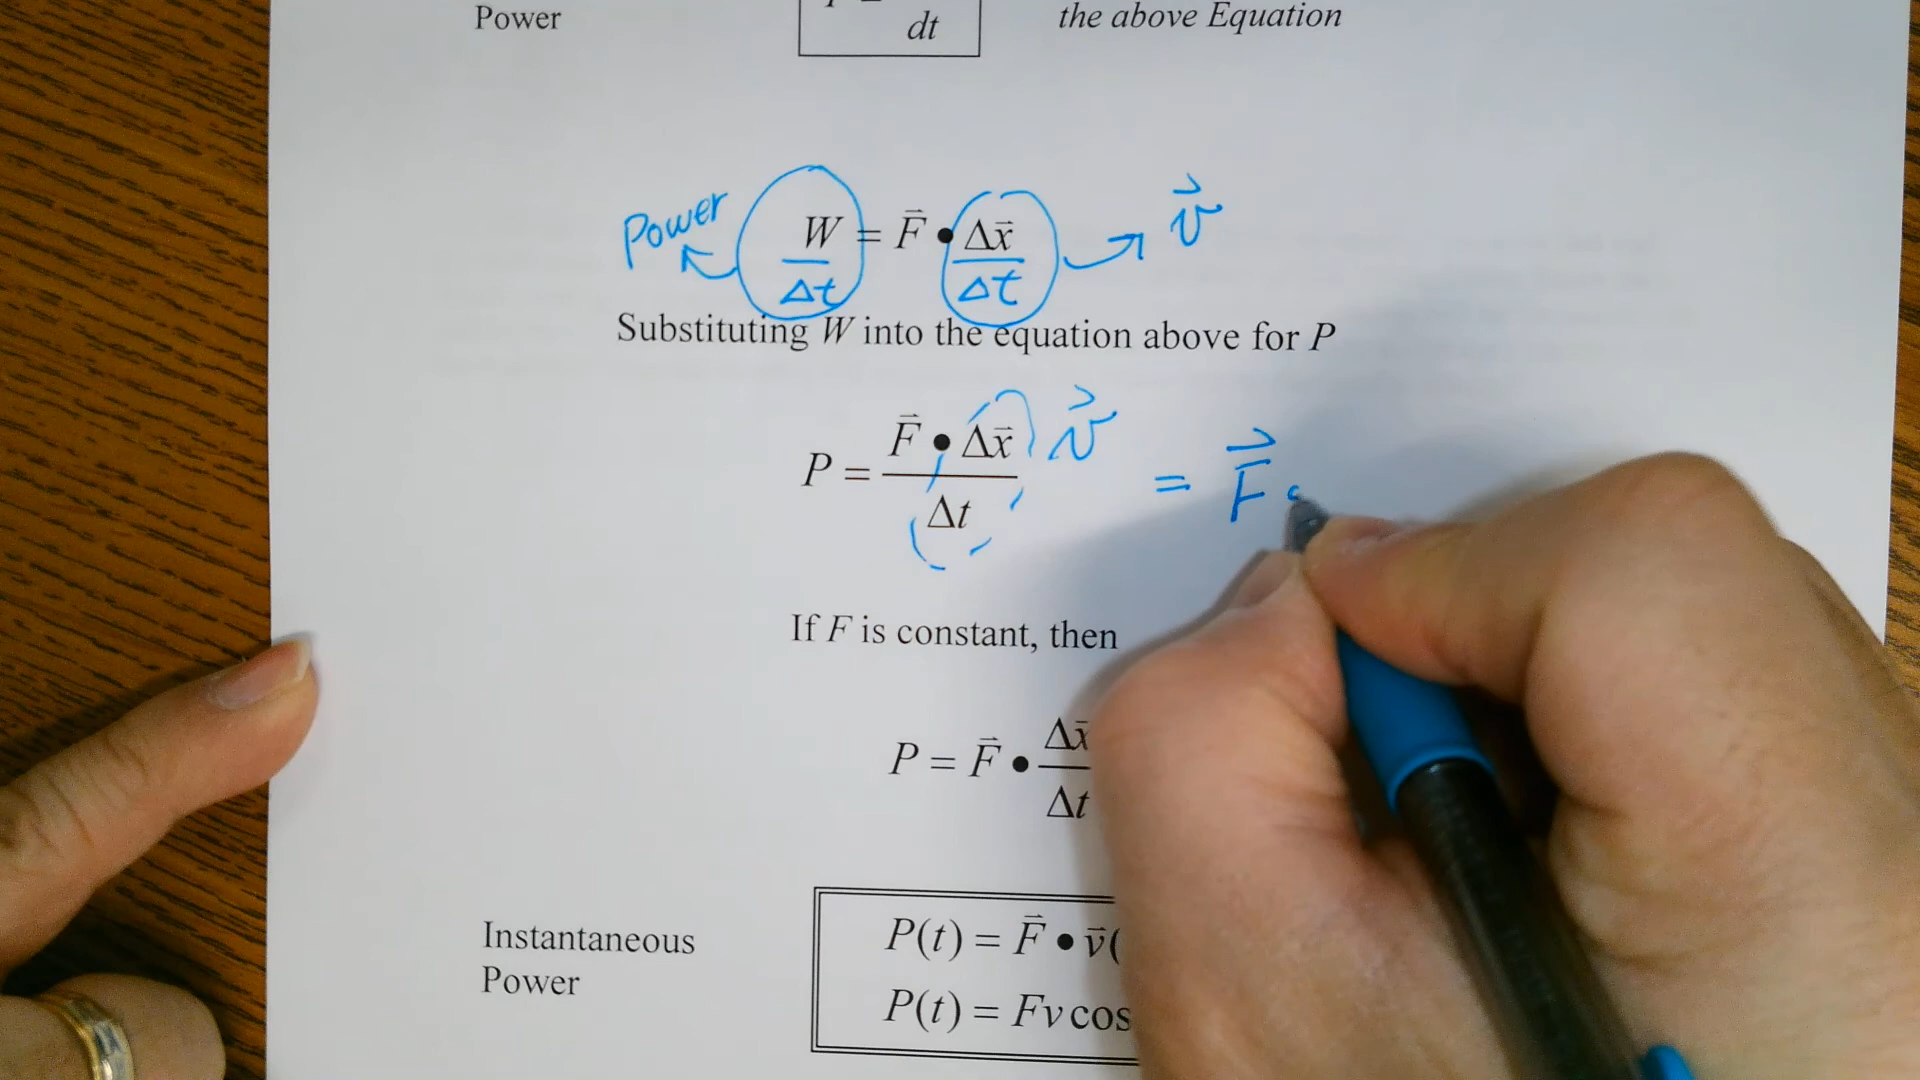 Power
dt
the above Equation
Power W/Δt = F⃗ • Δx⃗/Δt v⃗
Substituting W into the equation above for P
P = F⃗ • Δx⃗/Δt v⃗ = F⃗ •
If F is constant, then
P = F⃗ • Δx⃗/Δt
Instantaneous
Power
P(t) = F⃗ • v⃗(
P(t) = Fv cos